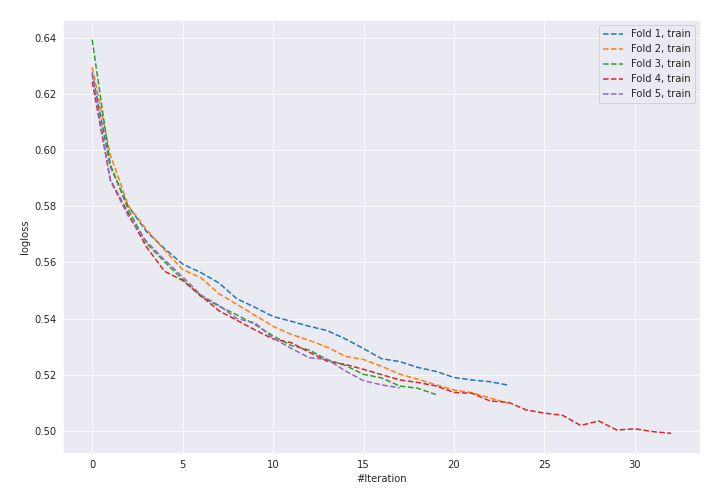 0.64
0.62
0.60
0.58
0.56
0.54
0.52
0.50
logloss
0
5
10
15
20
25
30
#Iteration
Fold 1, train
Fold 2, train
Fold 3, train
Fold 4, train
Fold 5, train